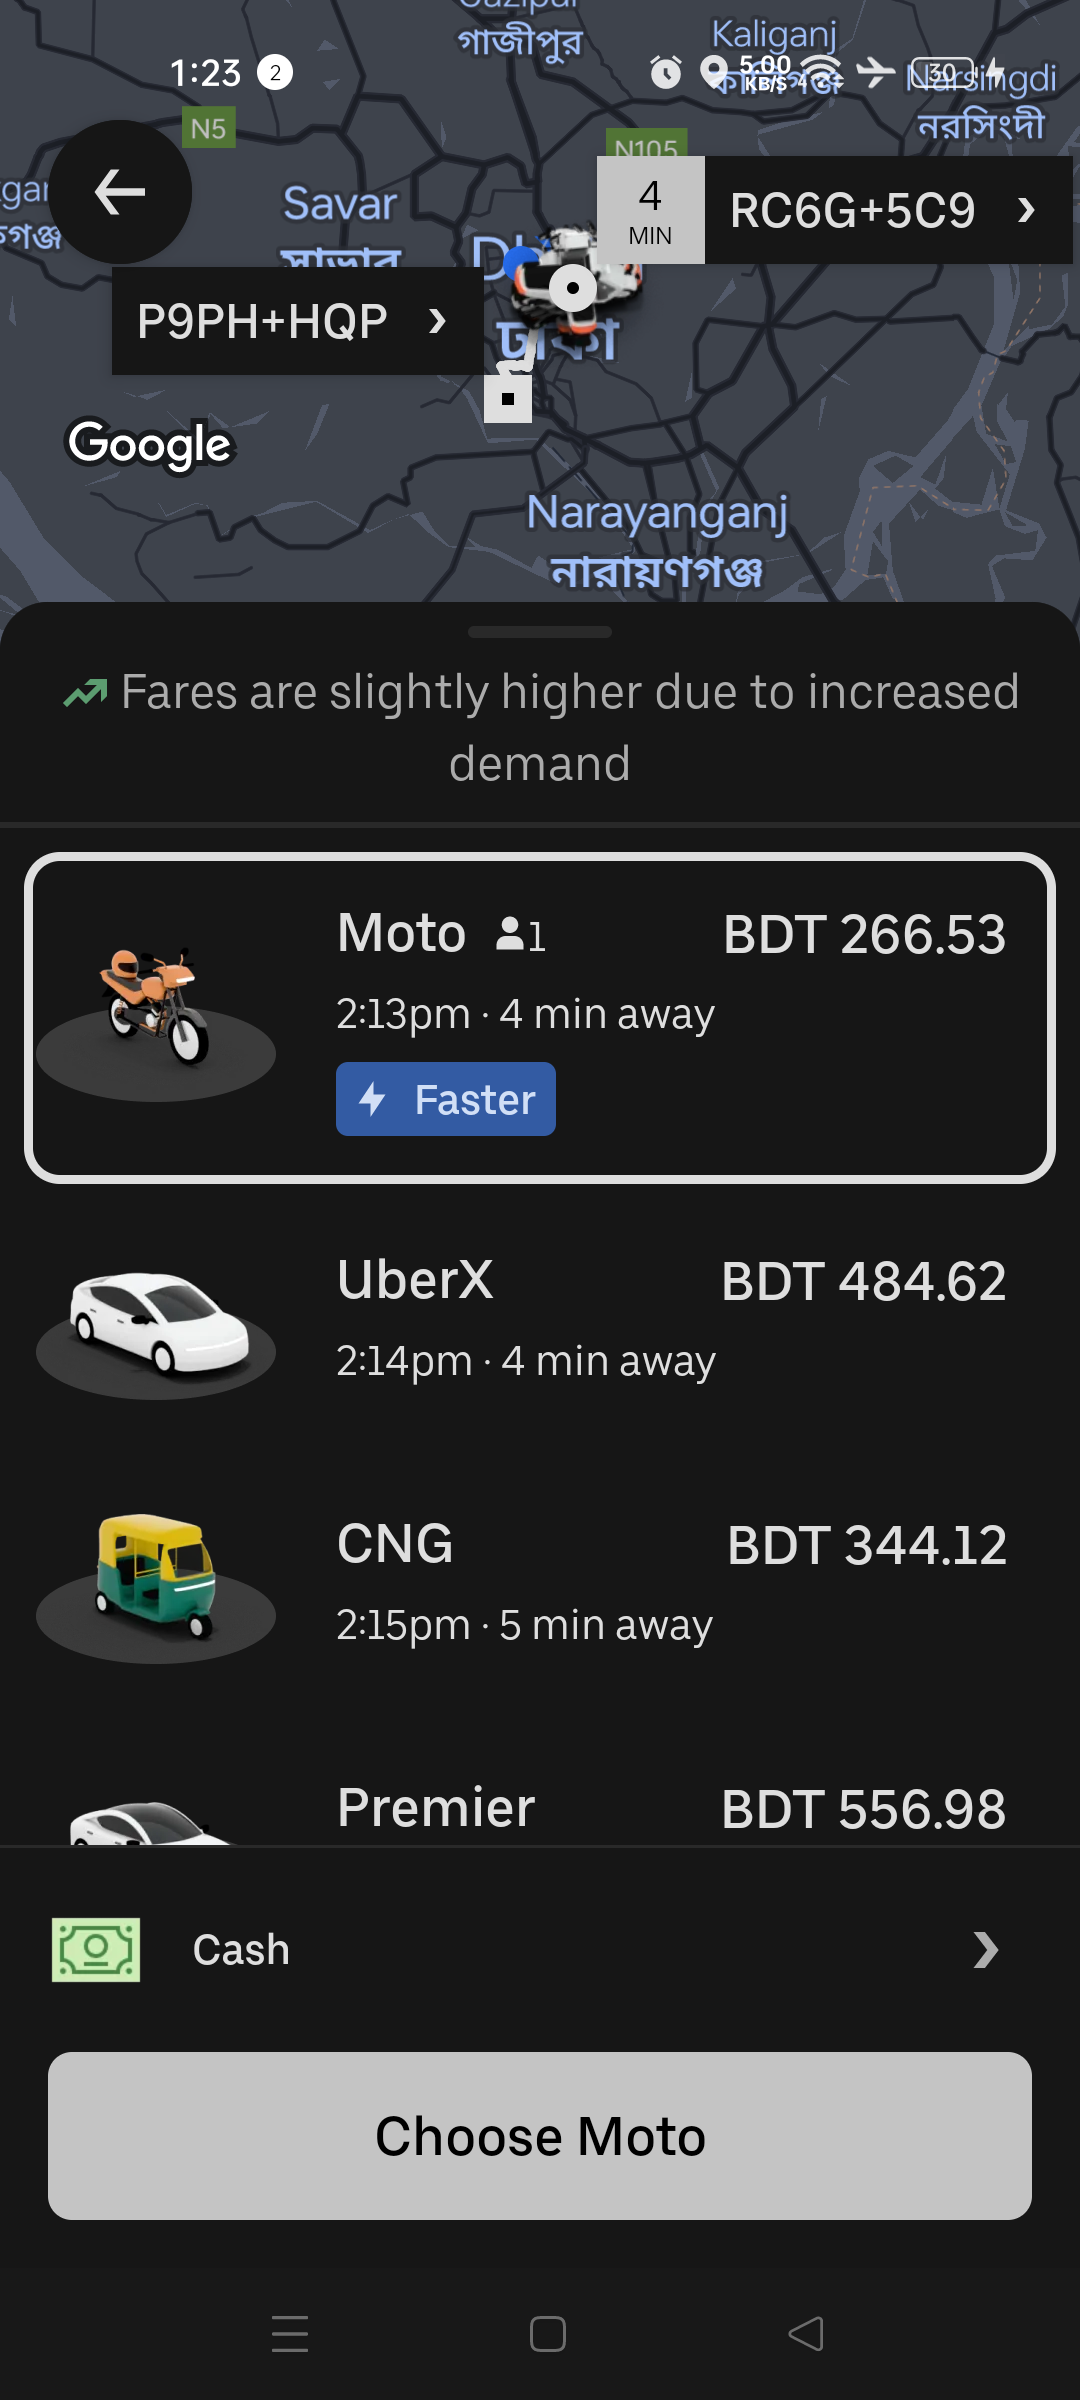 গাজীপুর
Kaliganj
1:23
2
5.00
KB/S
4
30
Narsingdi
নরসিংদী
N5
N105
Savar
সাভার
4
MIN
RC6G+5C9
P9PH+HQP
ঢাকা
Google
Narayanganj
নারায়ণগঞ্জ
Fares are slightly higher due to increased
demand
Moto 1
BDT 266.53
2:13pm · 4 min away
Faster
UberX
BDT 484.62
2:14pm · 4 min away
CNG
BDT 344.12
2:15pm · 5 min away
Premier
BDT 556.98
Cash
Choose Moto